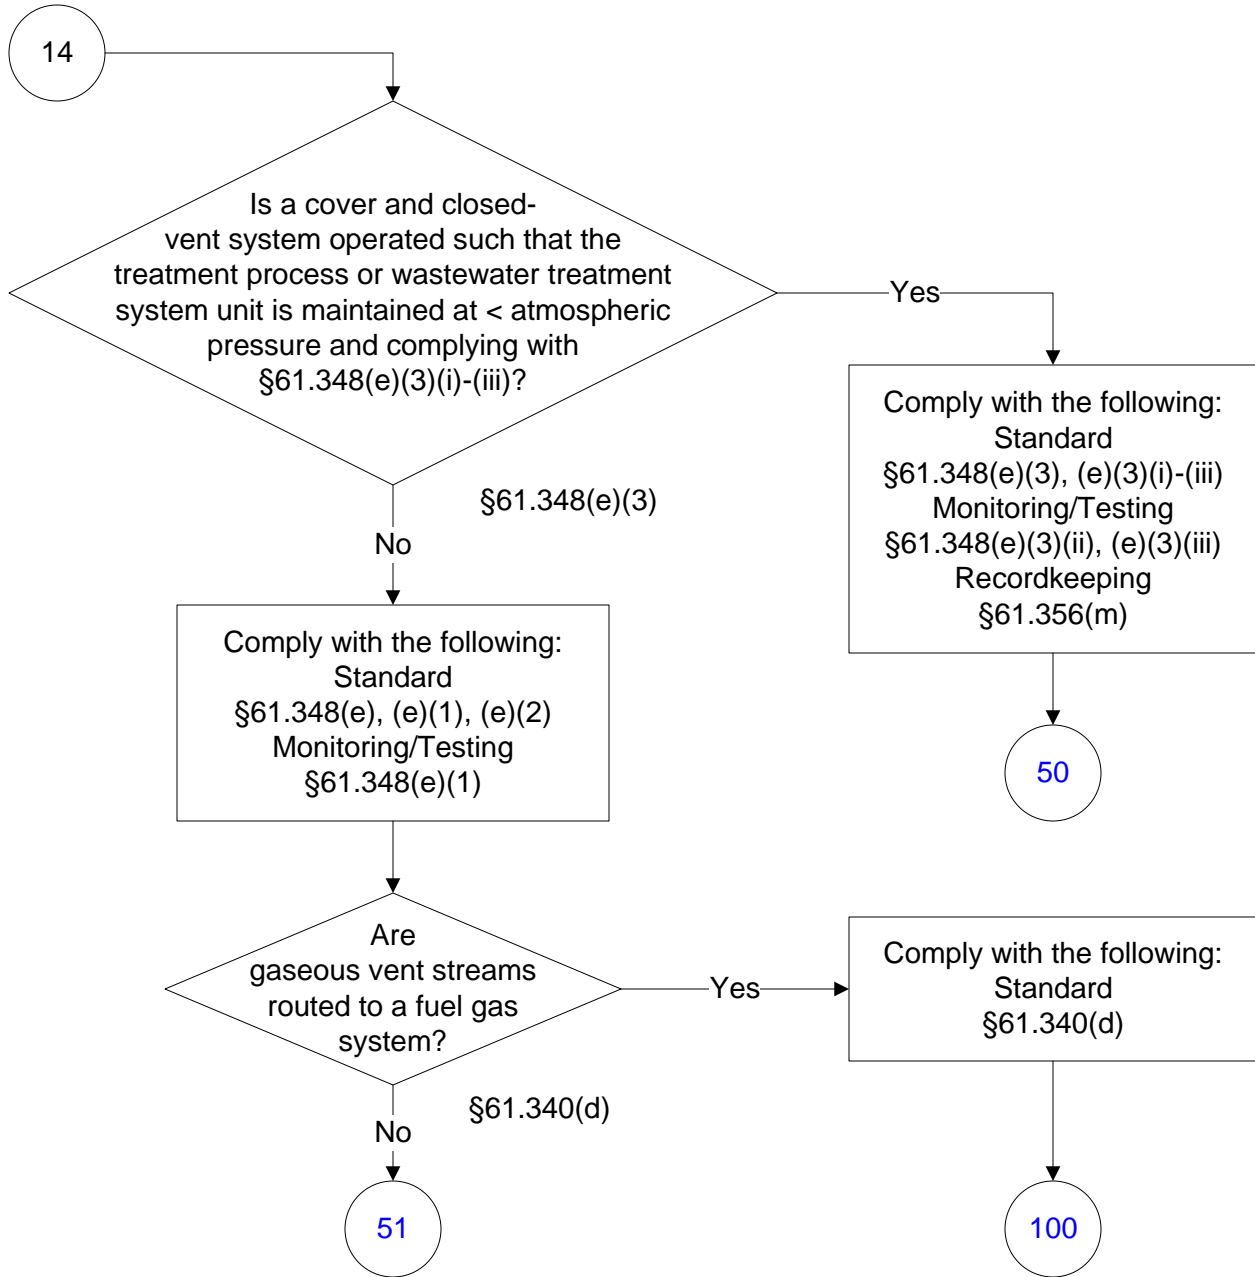 14
Is a cover and closed-
vent system operated such that the
treatment process or wastewater treatment
system unit is maintained at < atmospheric
pressure and complying with
§61.348(e)(3)(i)-(iii)?
Yes
Comply with the following:
Standard
§61.348(e)(3), (e)(3)(i)-(iii)
Monitoring/Testing
§61.348(e)(3)(ii), (e)(3)(iii)
Recordkeeping
§61.356(m)
50
§61.348(e)(3)
No
Comply with the following:
Standard
§61.348(e), (e)(1), (e)(2)
Monitoring/Testing
§61.348(e)(1)
Are
gaseous vent streams
routed to a fuel gas
system?
Yes
Comply with the following:
Standard
§61.340(d)
§61.340(d)
No
51
100